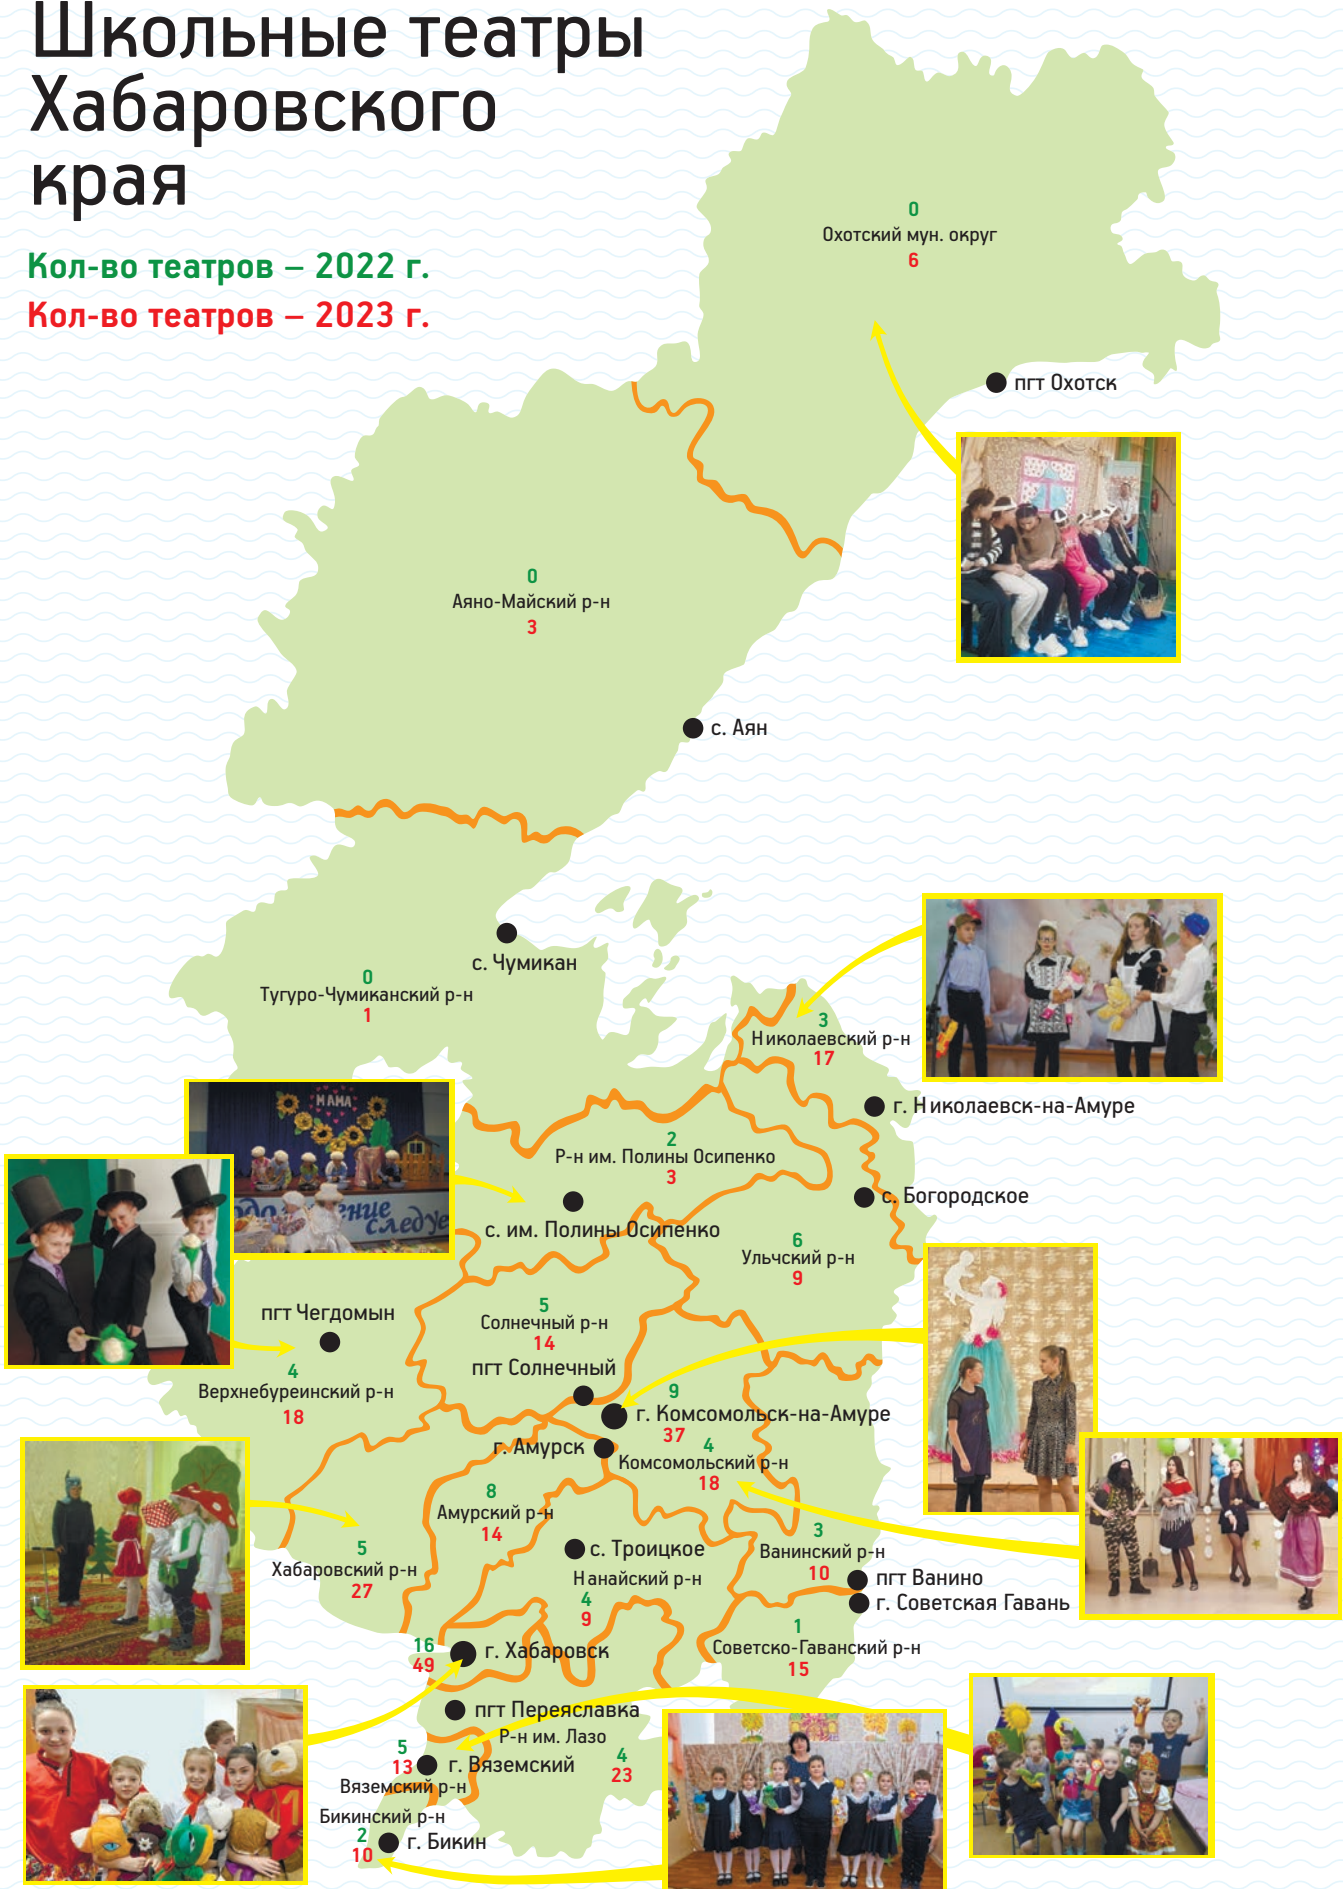 Школьные театры
Хабаровского
края
Кол-во театров – 2022 г.
Кол-во театров – 2023 г.
0
Охотский мун. округ
6
пгт Охотск
0
Аяно-Майский р-н
3
с. Аян
с. Чумикан
0
Тугуро-Чумиканский р-н
1
3
Николаевский р-н
17
г. Николаевск-на-Амуре
МАМА
2
Р-н им. Полины Осипенко
3
с. Богородское
с. им. Полины Осипенко
6
Ульчский р-н
9
пгт Чегдомын
4
Верхнебуреинский р-н
18
5
Солнечный р-н
14
пгт Солнечный
9
г. Комсомольск-на-Амуре
37
г. Амурск
4
Комсомольский р-н
18
8
Амурский р-н
14
5
Хабаровский р-н
27
с. Троицкое
Нанайский р-н
4
9
3
Ванинский р-н
10
пгт Ванино
г. Советская Гавань
1
Советско-Гаванский р-н
15
16
49
г. Хабаровск
пгт Переяславка
Р-н им. Лазо
4
23
5
13
г. Вяземский
Вяземский р-н
Бикинский р-н
2
10
г. Бикин